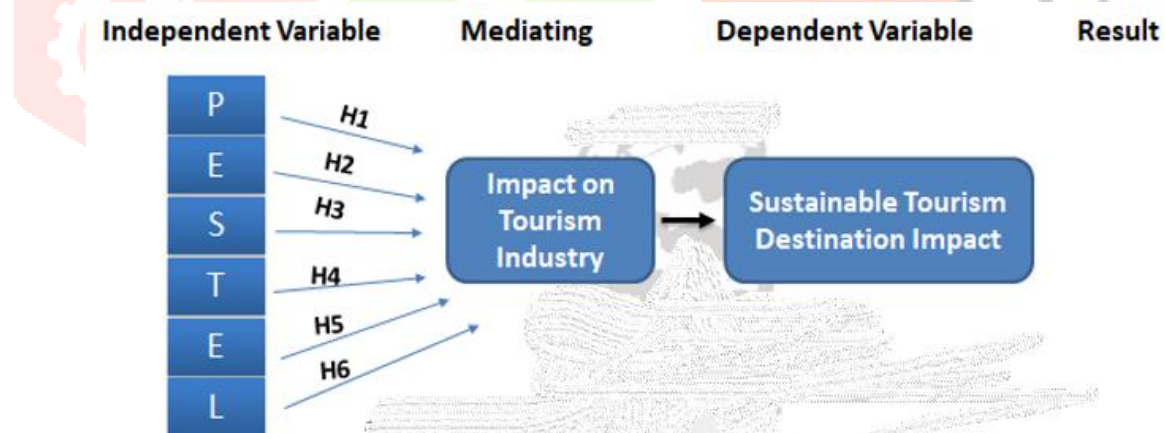 Independent Variable Mediating Dependent Variable Result
P
H1
E
H2
S
H3
Impact on
Tourism
Industry
Sustainable Tourism
Destination Impact
T
H4
E
H5
L
H6